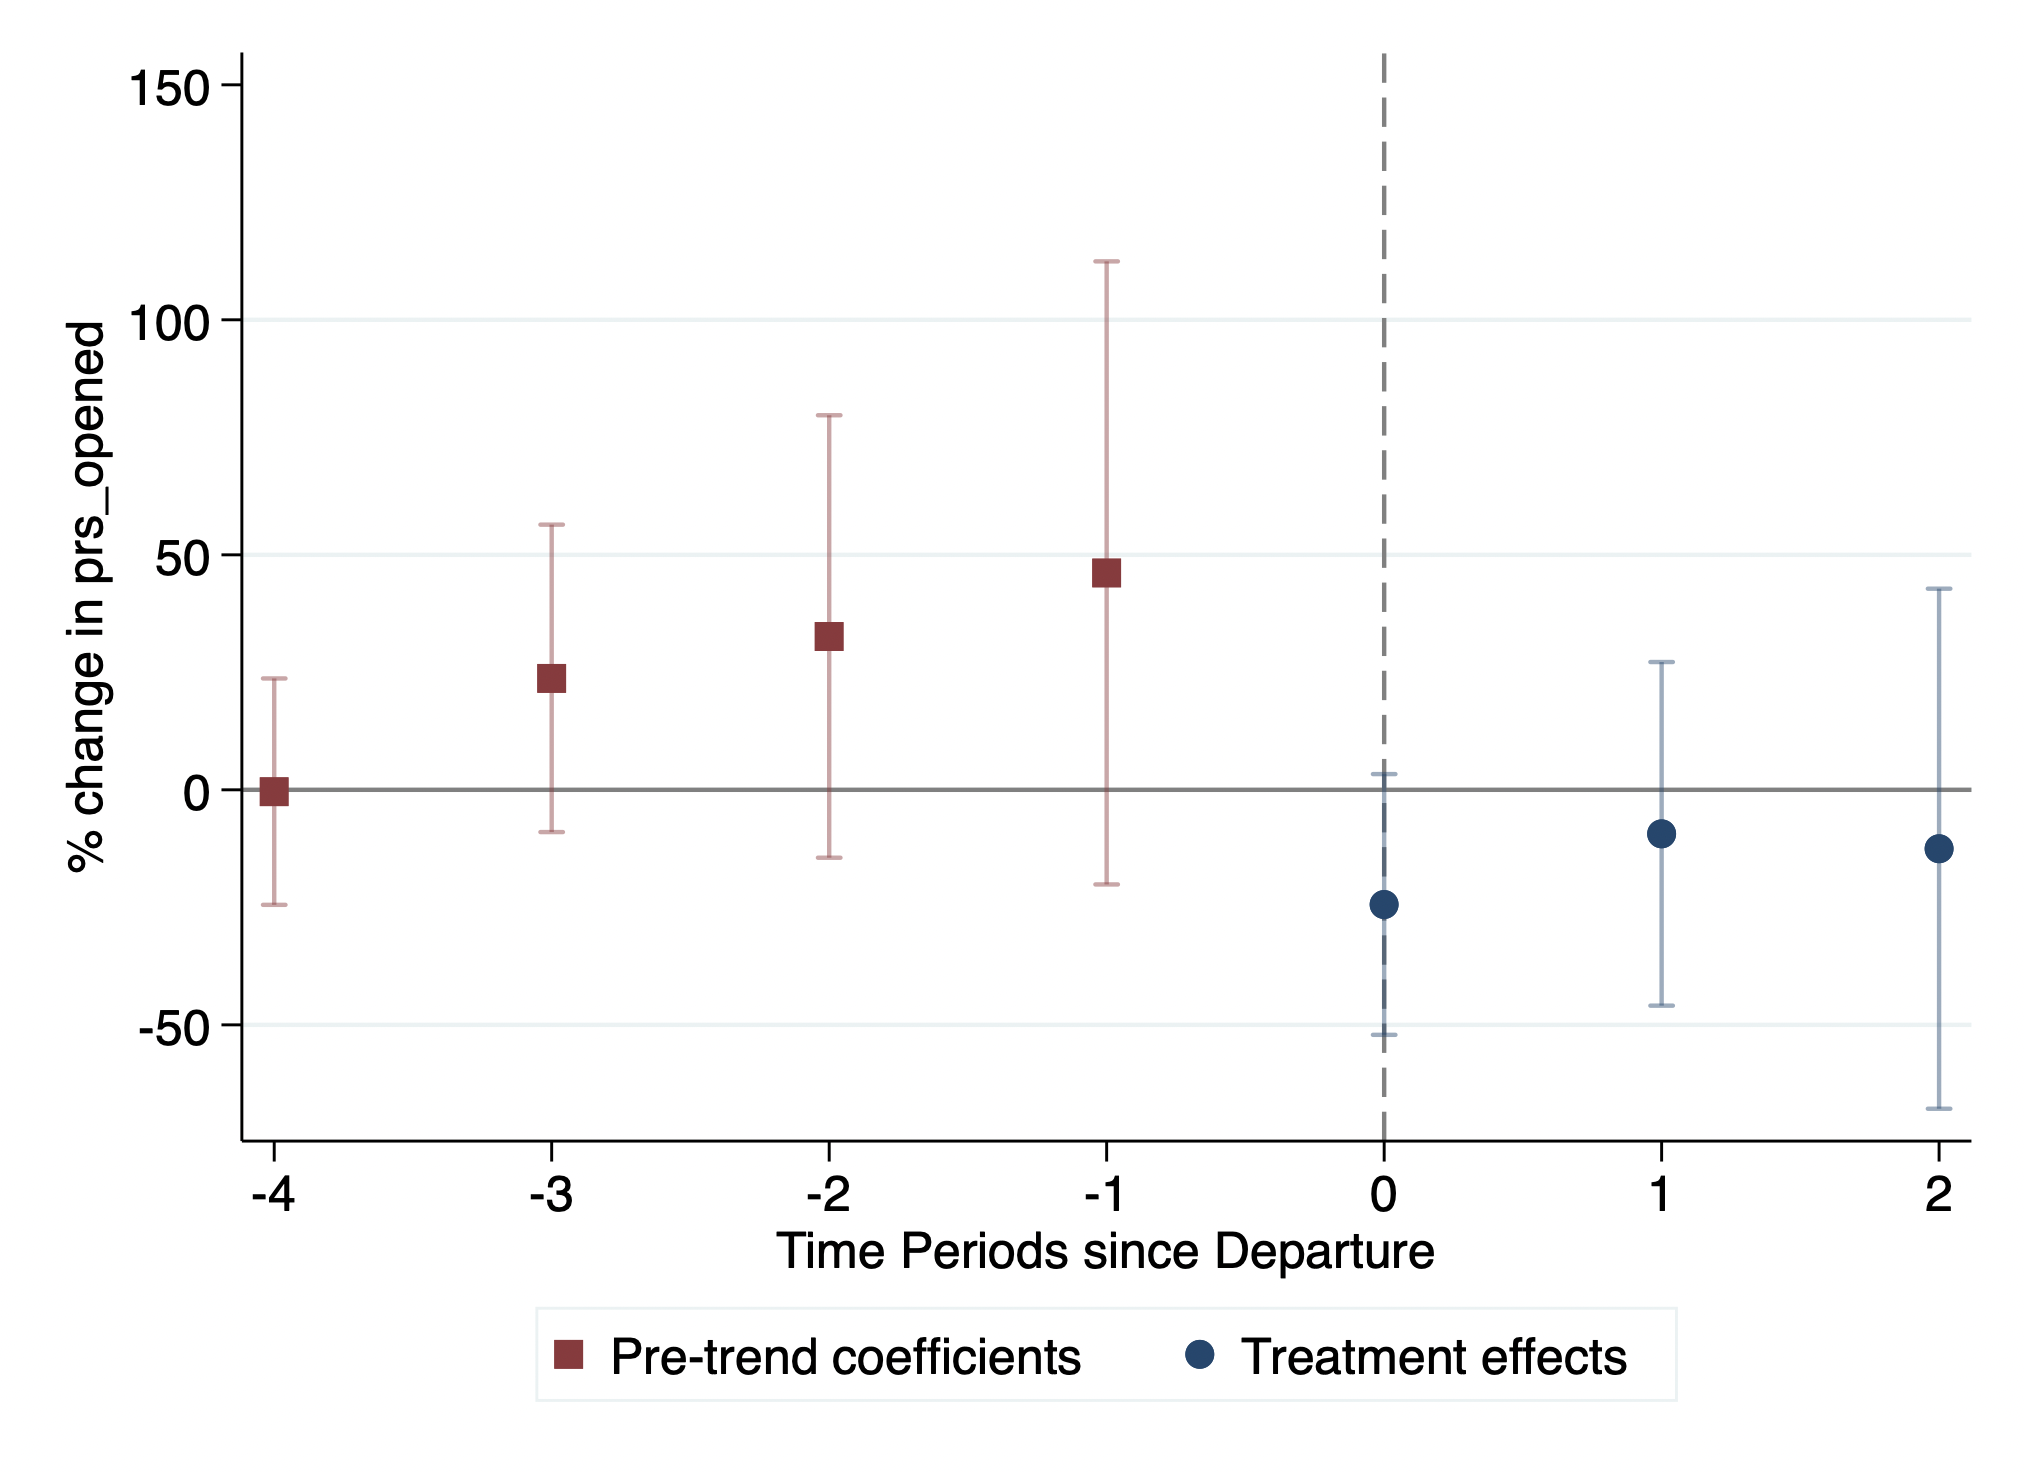 % change in prs_opened
150
100
50
0
-50
-4 -3 -2 -1 0 1 2
Time Periods since Departure
Pre-trend coefficients Treatment effects